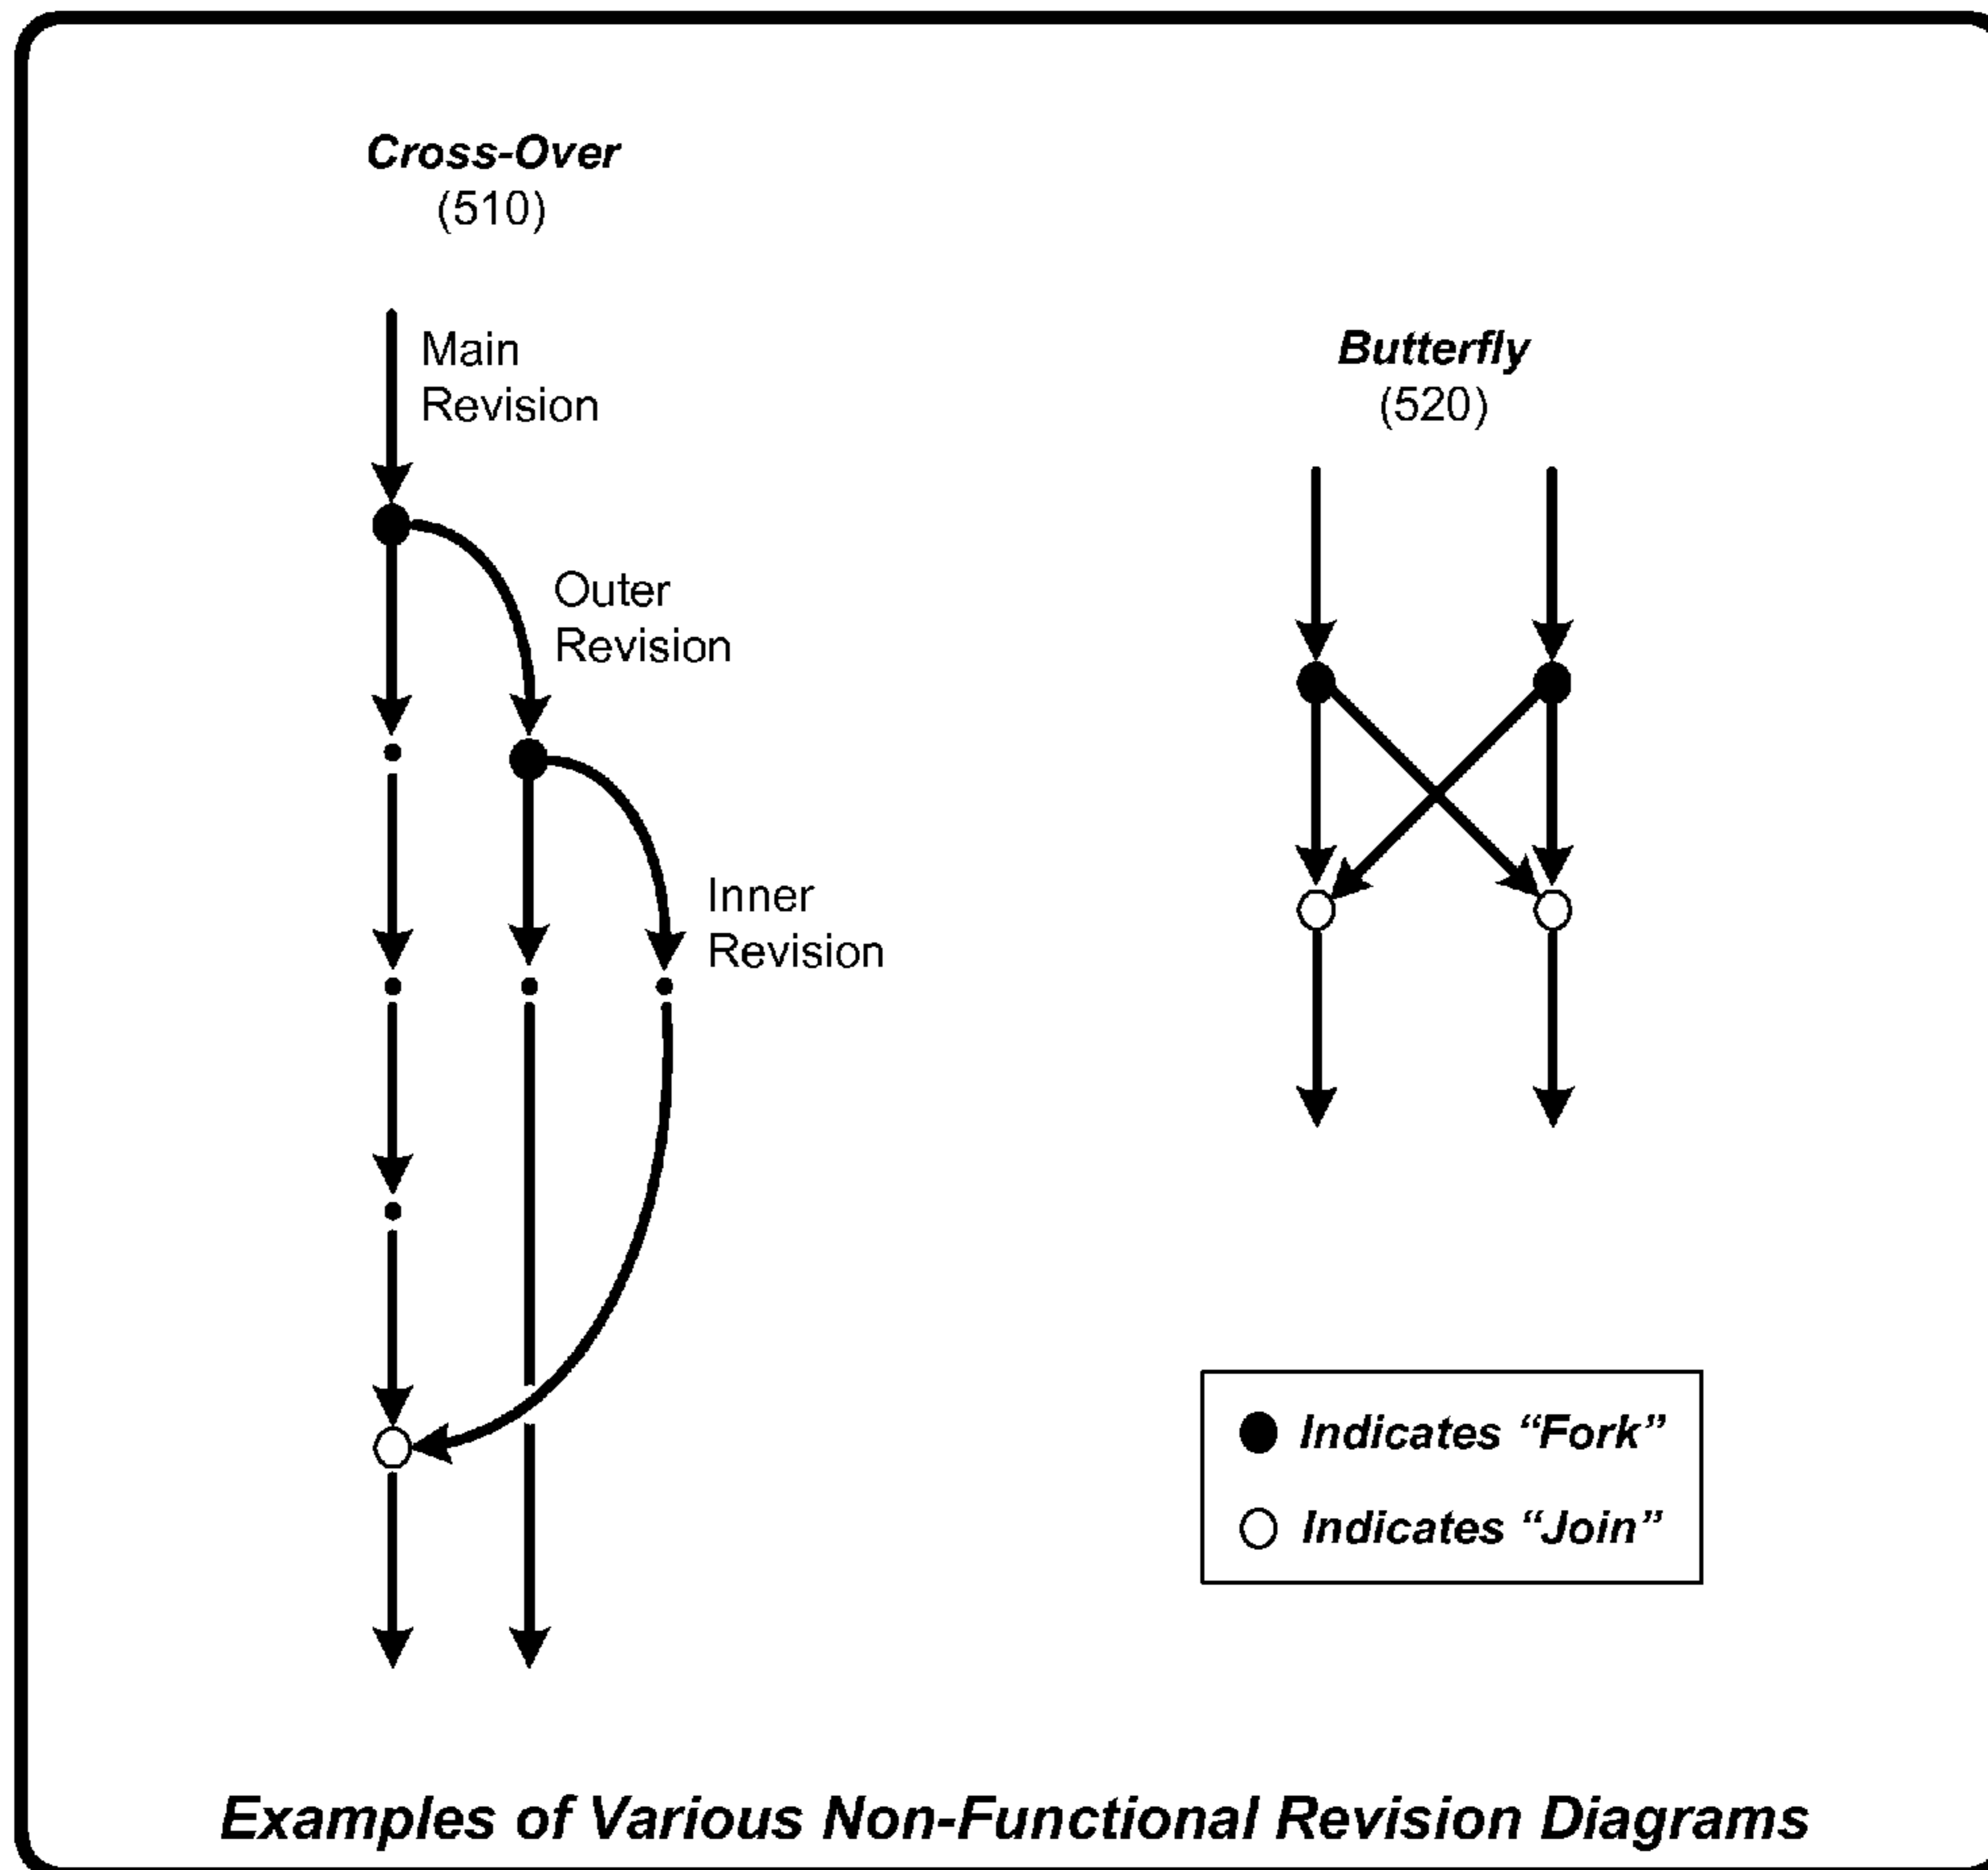 Cross-Over
(510)
Main
Revision
Outer
Revision
Inner
Revision
Butterfly
(520)
Indicates “Fork”
Indicates “Join”
Examples of Various Non-Functional Revision Diagrams